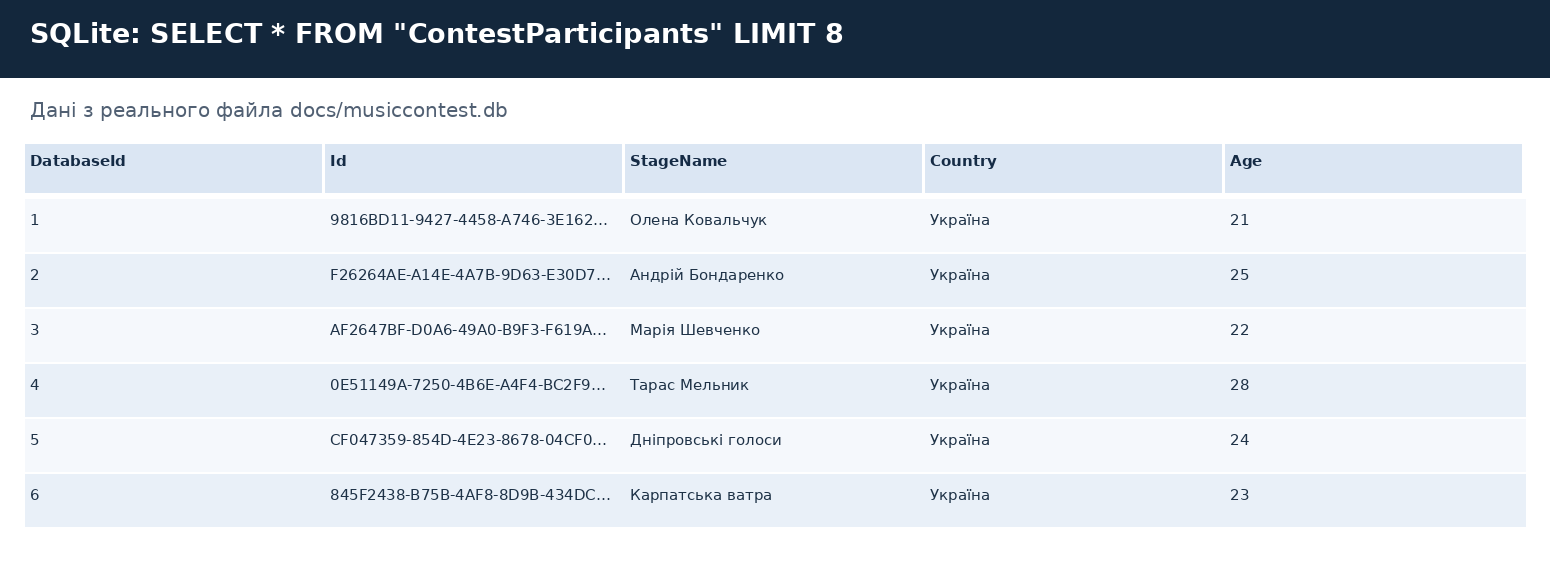 SQLite: SELECT * FROM "ContestParticipants" LIMIT 8
Дані з реального файла docs/musiccontest.db
DatabaseId Id StageName Country Age
1 9816BD11-9427-4458-A746-3E162... Олена Ковальчук Україна 21
2 F26264AE-A14E-4A7B-9D63-E30D7... Андрій Бондаренко Україна 25
3 AF2647BF-D0A6-49A0-B9F3-F619A... Марія Шевченко Україна 22
4 0E51149A-7250-4B6E-A4F4-BC2F9... Тарас Мельник Україна 28
5 CF047359-854D-4E23-8678-04CF0... Дніпровські голоси Україна 24
6 845F2438-B75B-4AF8-8D9B-434DC... Карпатська ватра Україна 23